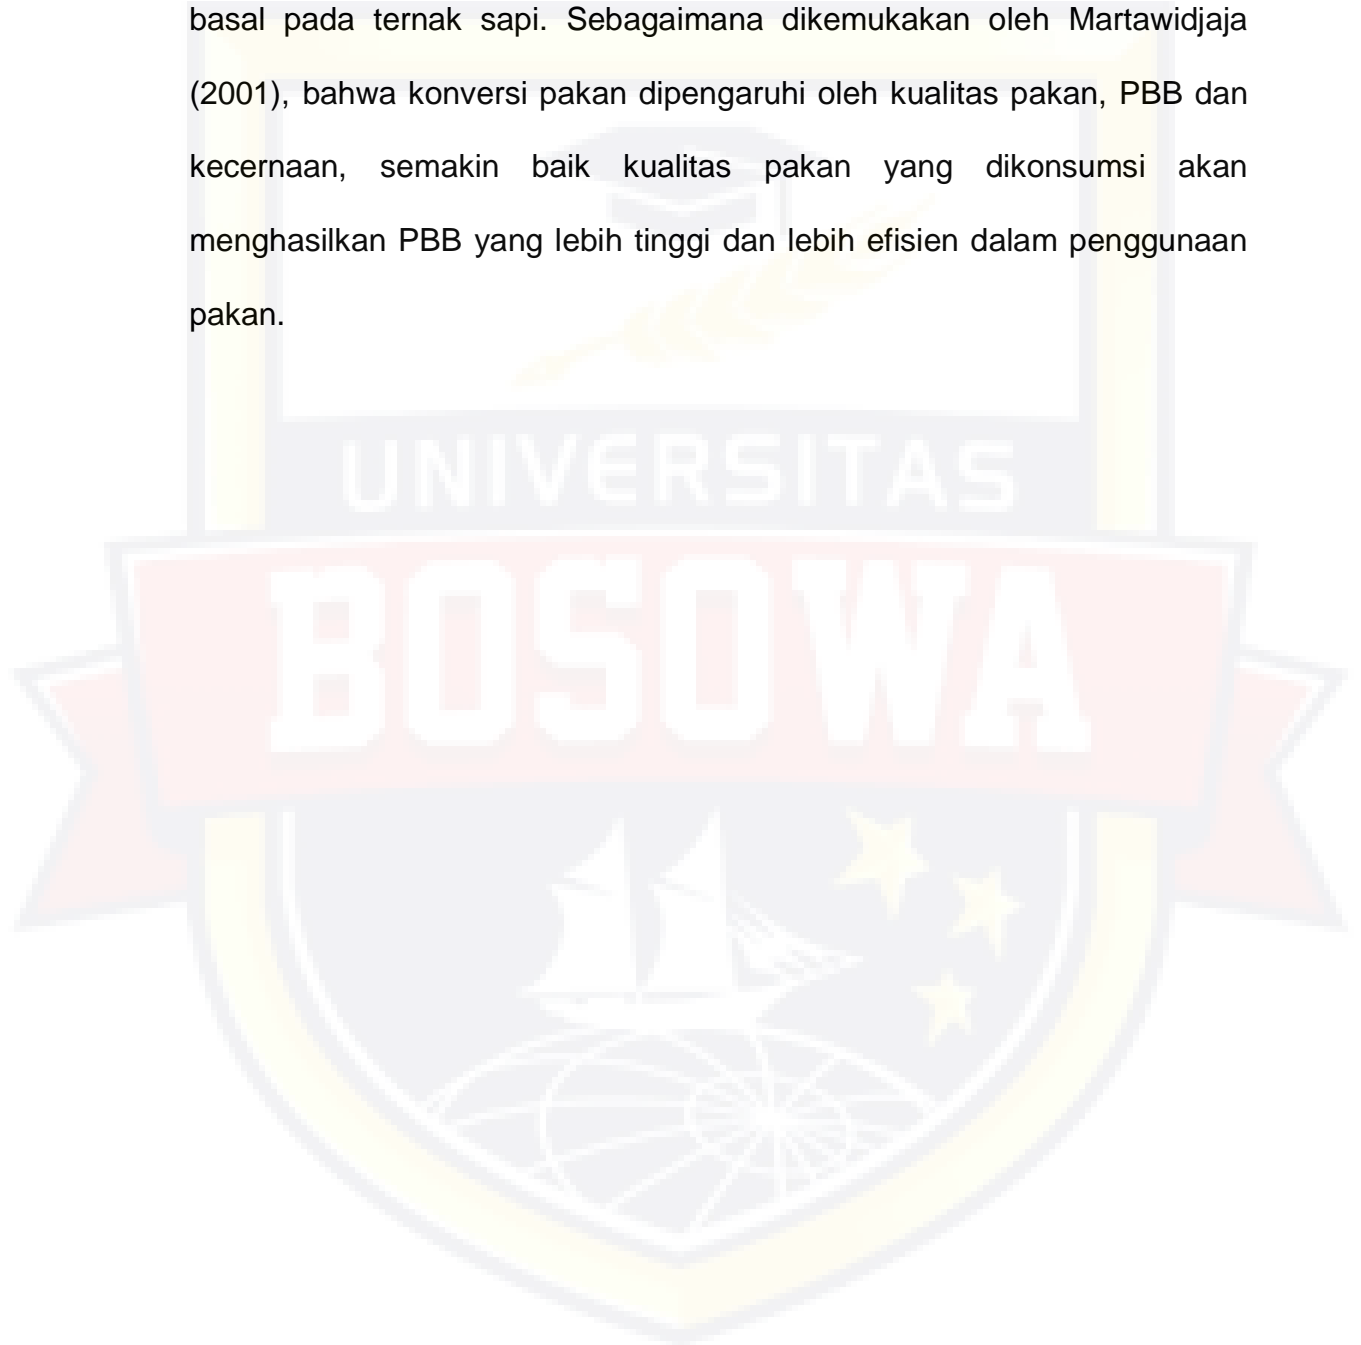 basal pada ternak sapi. Sebagaimana dikemukakan oleh Martawidjaja
(2001), bahwa konversi pakan dipengaruhi oleh kualitas pakan, PBB dan
kecernaan, semakin baik kualitas pakan yang dikonsumsi akan
menghasilkan PBB yang lebih tinggi dan lebih efisien dalam penggunaan
pakan.
UNIVERSITAS
BOSOWA